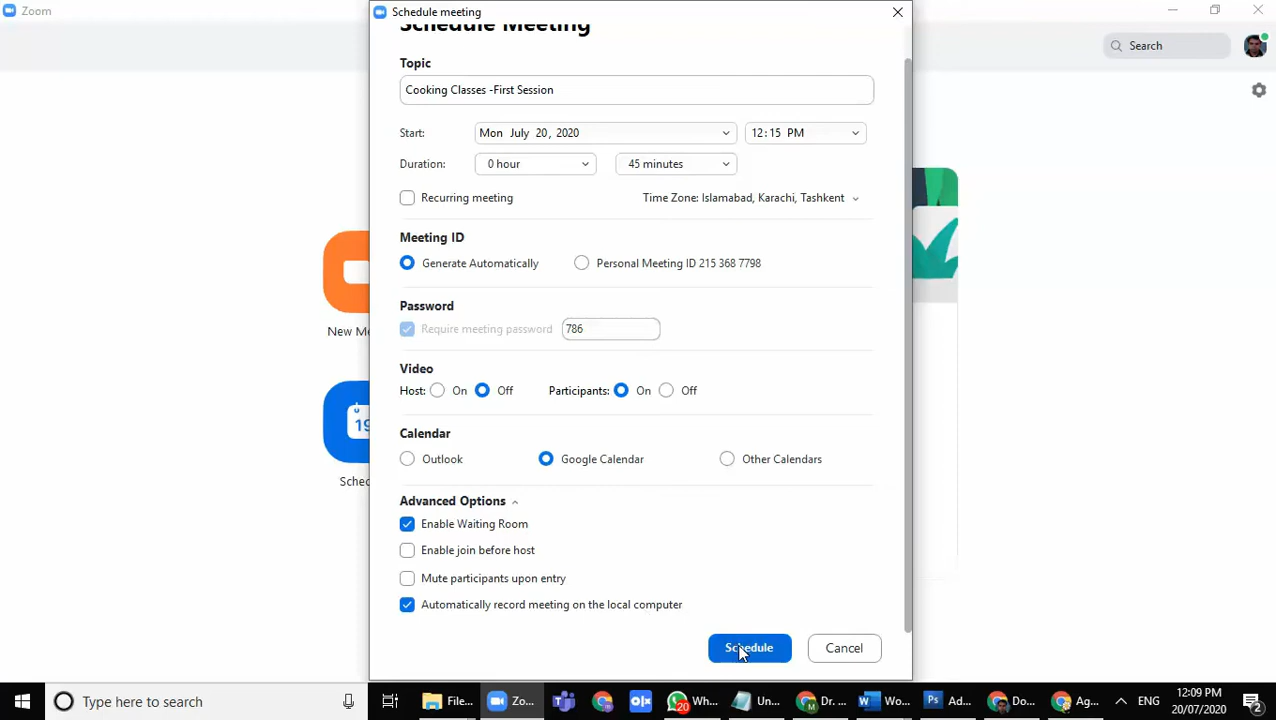 Zoom
Schedule meeting
Schedule Meeting
Search
Topic
Cooking Classes -First Session
Start: Mon July 20, 2020 12:15 PM
Duration: 0 hour 45 minutes
Recurring meeting Time Zone: Islamabad, Karachi, Tashkent
Meeting ID
Generate Automatically Personal Meeting ID 215 368 7798
Password
Require meeting password 786
New M
Video
Host: On Off Participants: On Off
19
Calendar
Outlook Google Calendar Other Calendars
Sched
Advanced Options
Enable Waiting Room
Enable join before host
Mute participants upon entry
Automatically record meeting on the local computer
Schedule Cancel
Type here to search File... Zo... Wh... Un... Dr. ... Wo... Ad... Do... Ag... ENG 12:09 PM
20/07/2020
20
2